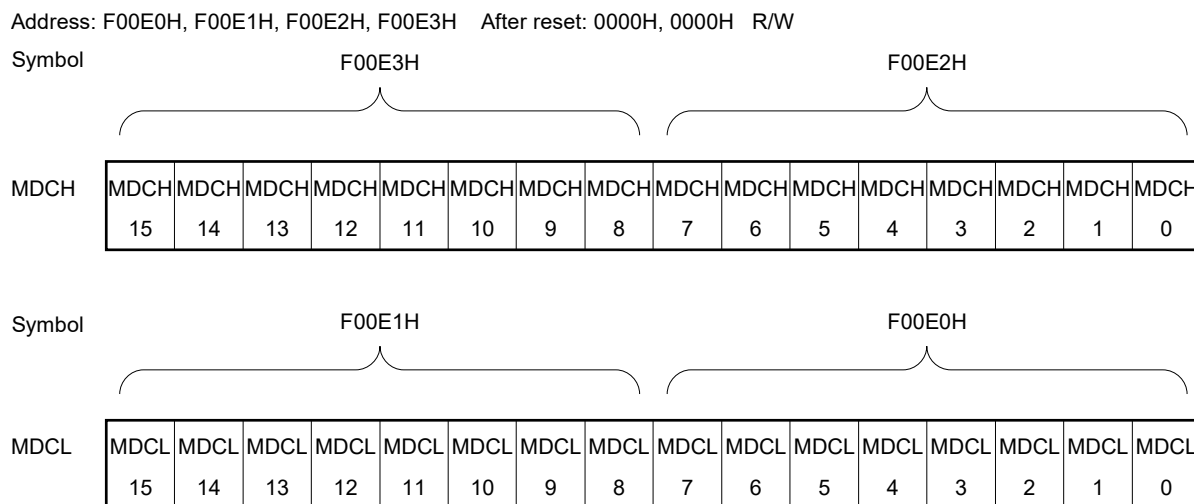 Address: F00E0H, F00E1H, F00E2H, F00E3H After reset: 0000H, 0000H R/W
Symbol F00E3H F00E2H
MDCH MDCH MDCH MDCH MDCH MDCH MDCH MDCH MDCH MDCH MDCH MDCH MDCH MDCH MDCH MDCH MDCH
15 14 13 12 11 10 9 8 7 6 5 4 3 2 1 0
Symbol F00E1H F00E0H
MDCL MDCL MDCL MDCL MDCL MDCL MDCL MDCL MDCL MDCL MDCL MDCL MDCL MDCL MDCL MDCL MDCL
15 14 13 12 11 10 9 8 7 6 5 4 3 2 1 0